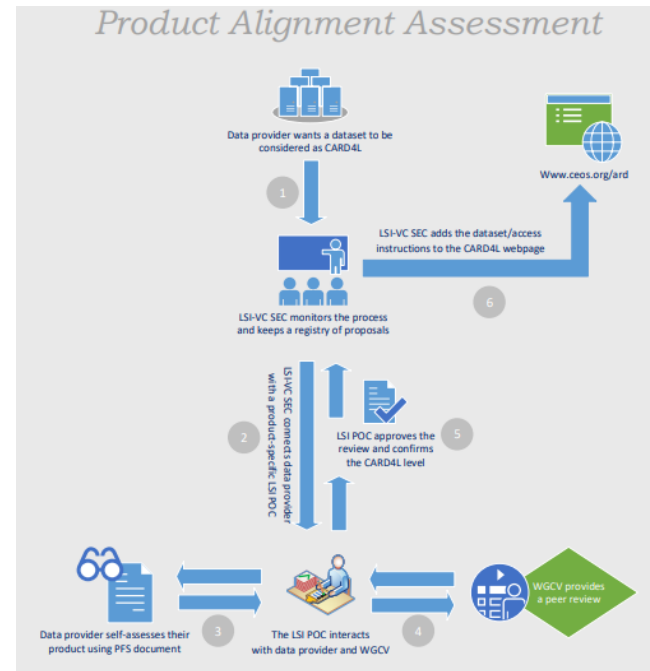 Product Alignment Assessment
Data provider wants a dataset to be
considered as CARD4L
Www.ceos.org/ard
1
LSI-VC SEC adds the dataset/access
instructions to the CARD4L webpage
6
LSI-VC SEC monitors the process
and keeps a registry of proposals
2
LSI-VC SEC connects data provider
with a product-specific LSI POC
LSI POC approves the
review and confirms
the CARD4L level
5
WGCV provides
a peer review
Data provider self-assesses their
product using PFS document
3
The LSI POC interacts
with data provider and WGCV
4